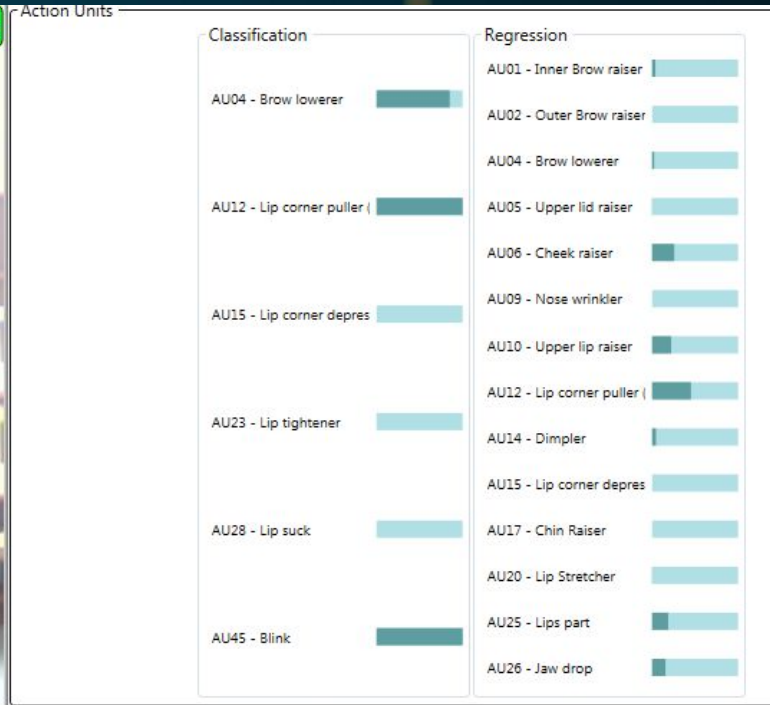 Action Units
Classification
AU04 - Brow lowerer
AU12 - Lip corner puller (
AU15 - Lip corner depres
AU23 - Lip tightener
AU28 - Lip suck
AU45 - Blink
Regression
AU01 - Inner Brow raiser
AU02 - Outer Brow raiser
AU04 - Brow lowerer
AU05 - Upper lid raiser
AU06 - Cheek raiser
AU09 - Nose wrinkler
AU10 - Upper lip raiser
AU12 - Lip corner puller (
AU14 - Dimpler
AU15 - Lip corner depres
AU17 - Chin Raiser
AU20 - Lip Stretcher
AU25 - Lips part
AU26 - Jaw drop